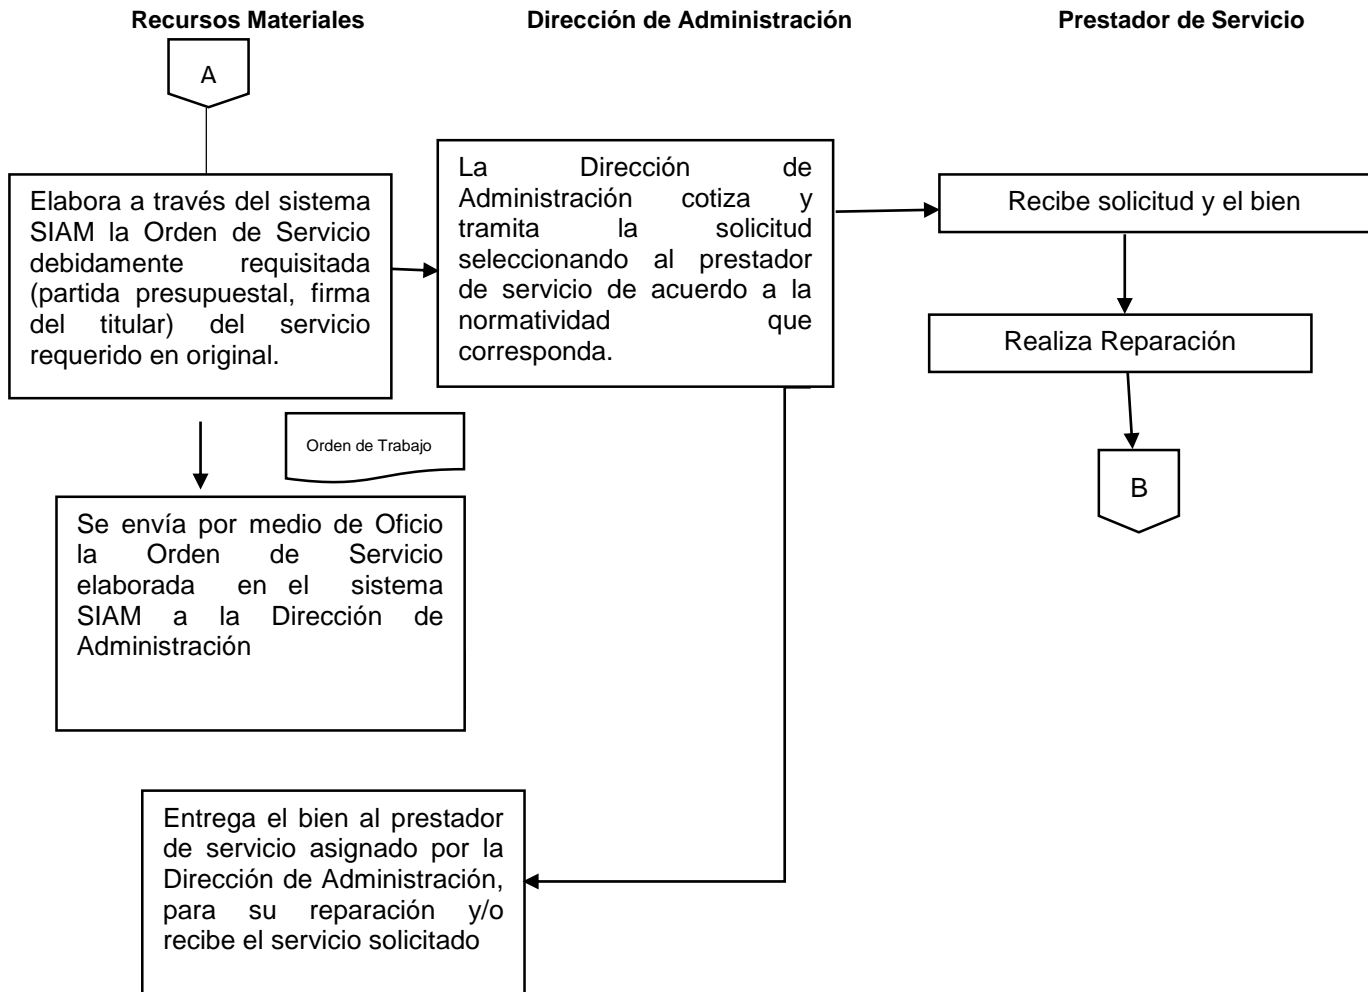 Recursos Materiales
Dirección de Administración
Prestador de Servicio
A
Elabora a través del sistema
SIAM la Orden de Servicio
debidamente requisitada
(partida presupuestal, firma
del titular) del servicio
requerido en original.
La Dirección de
Administración cotiza y
tramita la solicitud
seleccionando al prestador
de servicio de acuerdo a la
normatividad que
corresponda.
Recibe solicitud y el bien
Realiza Reparación
B
Orden de Trabajo
Se envía por medio de Oficio
la Orden de Servicio
elaborada en el sistema
SIAM a la Dirección de
Administración
Entrega el bien al prestador
de servicio asignado por la
Dirección de Administración,
para su reparación y/o
recibe el servicio solicitado